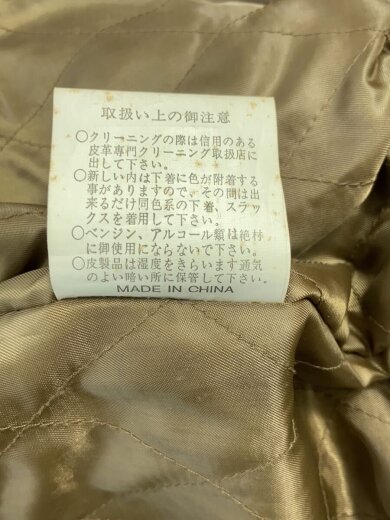 取扱い上の御注意
○クリーニングの際は信用のある
皮革専門クリーニング取扱店に
出して下さい。
○新しい内は下着に色が附着する
事がありますので、その間は出
来るだけ同色系の下着、スラッ
クスを着用して下さい。
○ベンジン、アルコール類は絶対
に御使用にならないで下さい。
○皮製品は湿度をきらいます通気
のよい暗い所に保管して下さい。
MADE IN CHINA